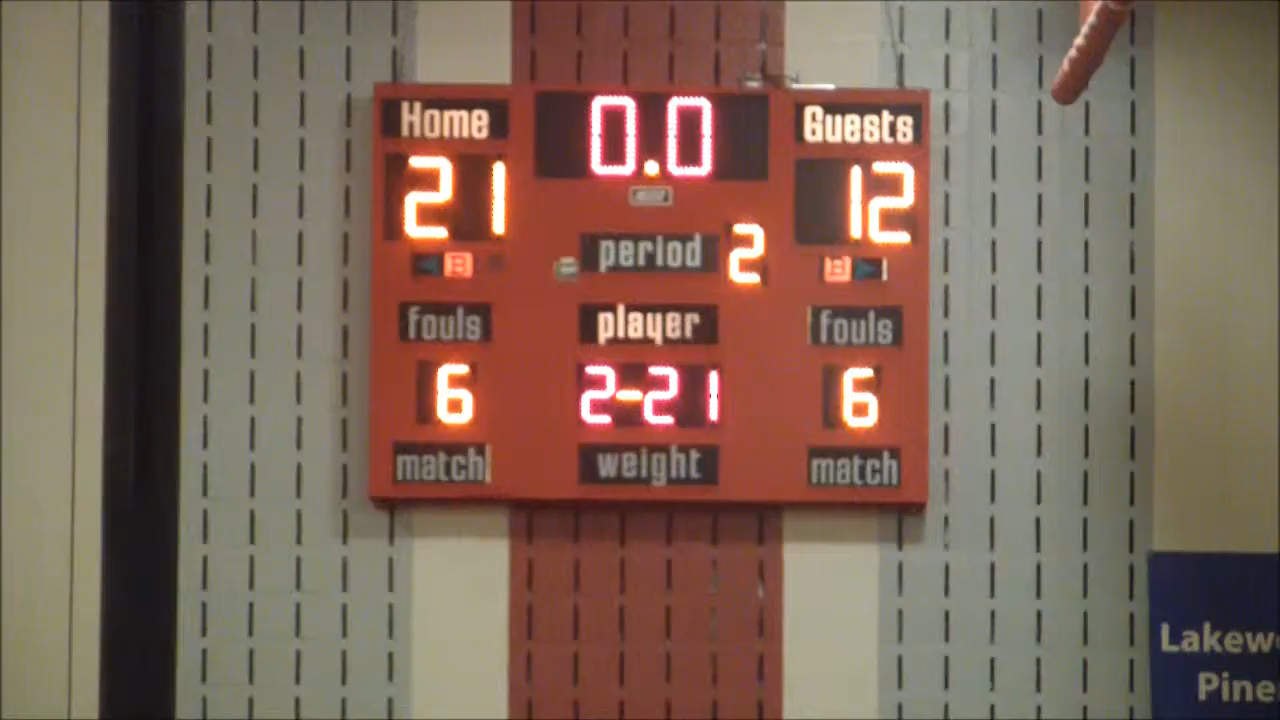 Home 0.0 Guests
21 12
period 2
B B
fouls player fouls
6 2-21 6
match weight match
Lakew
Pine